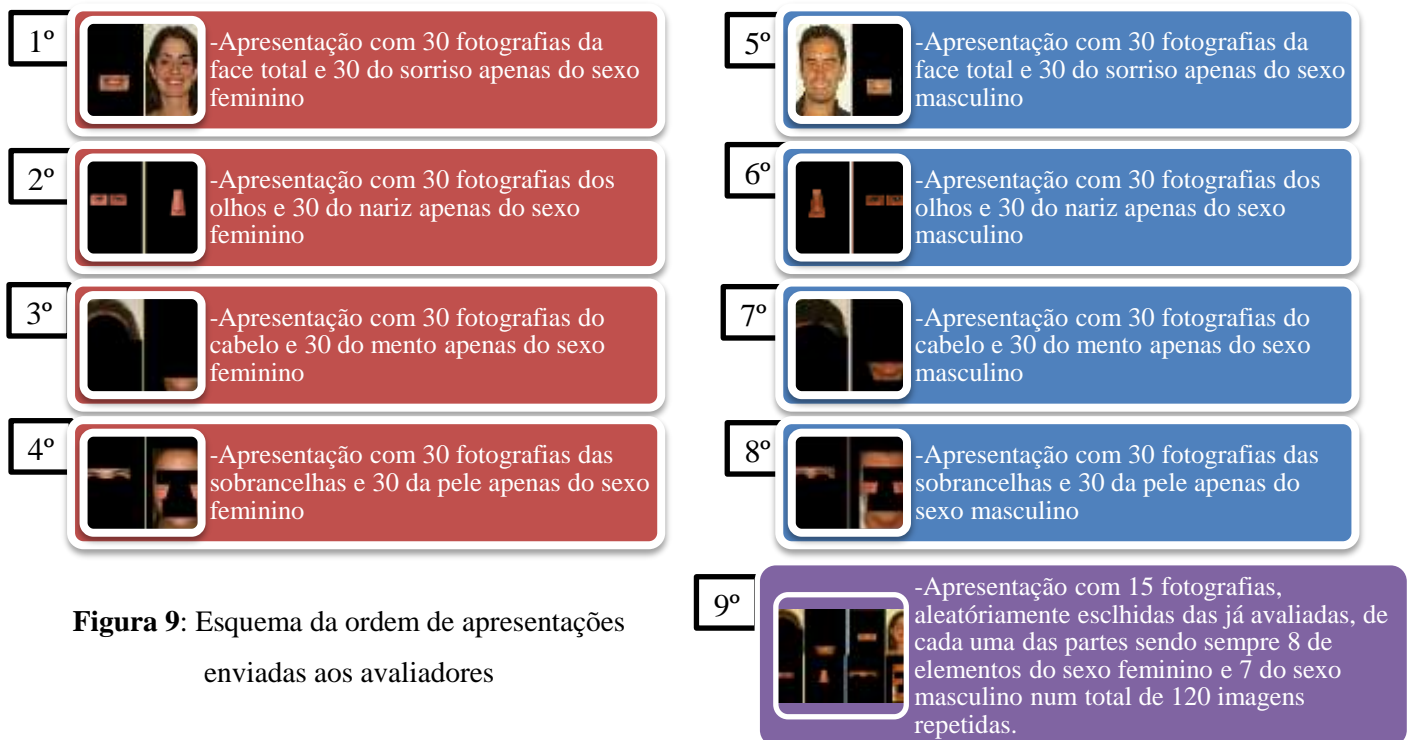 1º
-Apresentação com 30 fotografias da
face total e 30 do sorriso apenas do sexo
feminino
2º
-Apresentação com 30 fotografias dos
olhos e 30 do nariz apenas do sexo
feminino
3º
-Apresentação com 30 fotografias do
cabelo e 30 do mento apenas do sexo
feminino
4º
-Apresentação com 30 fotografias das
sobrancelhas e 30 da pele apenas do sexo
feminino
5º
-Apresentação com 30 fotografias da
face total e 30 do sorriso apenas do sexo
masculino
6º
-Apresentação com 30 fotografias dos
olhos e 30 do nariz apenas do sexo
masculino
7º
-Apresentação com 30 fotografias do
cabelo e 30 do mento apenas do sexo
masculino
8º
-Apresentação com 30 fotografias das
sobrancelhas e 30 da pele apenas do
sexo masculino
9º
-Apresentação com 15 fotografias,
aleatóriamente esclhidas das já avaliadas, de
cada uma das partes sendo sempre 8 de
elementos do sexo feminino e 7 do sexo
masculino num total de 120 imagens
repetidas.
Figura 9: Esquema da ordem de apresentações
enviadas aos avaliadores